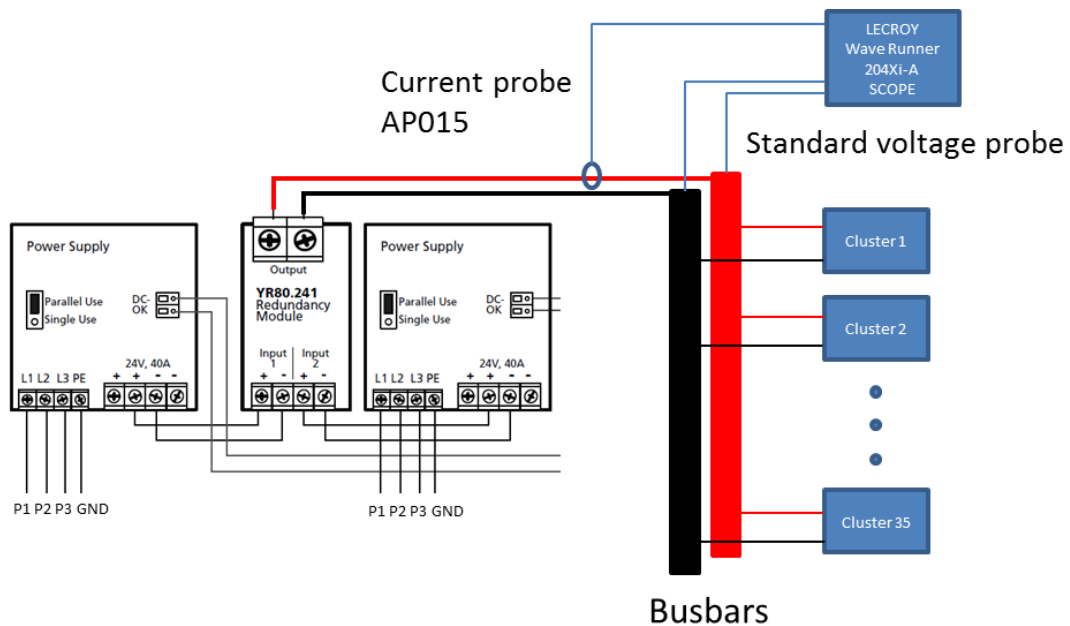 LECROY
Wave Runner
204Xi-A
SCOPE
Current probe
AP015
Standard voltage probe
Power Supply
Parallel Use
Single Use
DC-
OK
24V, 40A
+ + - -
L1 L2 L3 PE
P1 P2 P3 GND
Output
YR80.241
Redundancy
Module
Input
1
Input
2
+ - + -
Power Supply
Parallel Use
Single Use
DC-
OK
24V, 40A
+ + - -
L1 L2 L3 PE
P1 P2 P3 GND
Cluster 1
Cluster 2
Cluster 35
Busbars